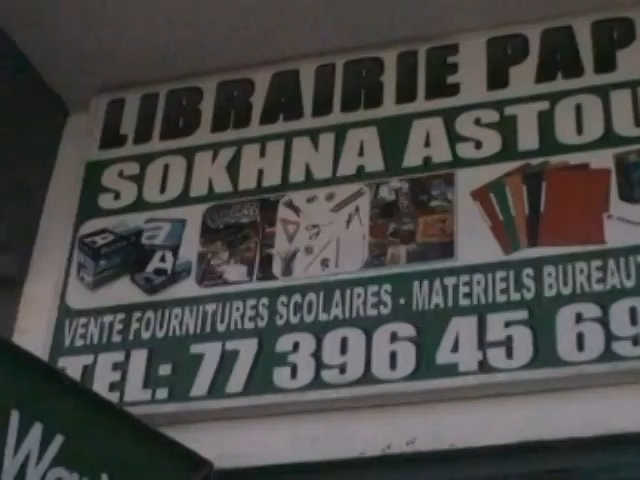 LIBRAIRIE PAP
SOKHNA ASTOU
VENTE FOURNITURES SCOLAIRES - MATERIELS BUREAUT
TEL: 77 396 45 69